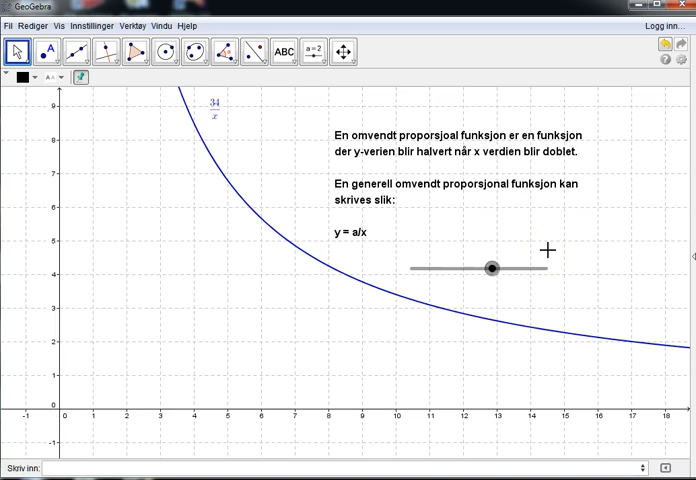 GeoGebra
Fil Rediger Vis Innstillinger Verktøy Vindu Hjelp Logg inn...
A ABC a = 2
A A
34
x
En omvendt proporsjoal funksjon er en funksjon
der y-verien blir halvert når x verdien blir doblet.
En generell omvendt proporsjonal funksjon kan
skrives slik:
y = a/x
9
8
7
6
5
4
3
2
1
0
-1
-1 0 1 2 3 4 5 6 7 8 9 10 11 12 13 14 15 16 17 18
Skriv inn: